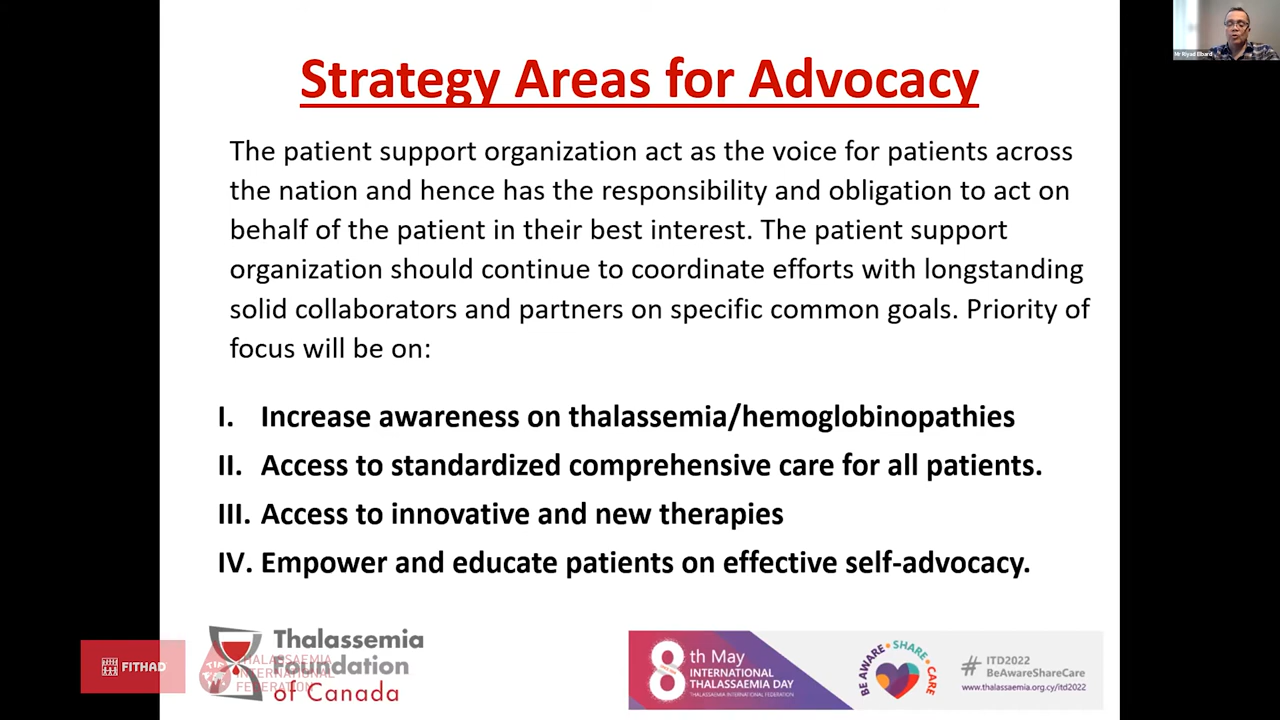 Mr Riyad Elbard
Strategy Areas for Advocacy
The patient support organization act as the voice for patients across
the nation and hence has the responsibility and obligation to act on
behalf of the patient in their best interest. The patient support
organization should continue to coordinate efforts with longstanding
solid collaborators and partners on specific common goals. Priority of
focus will be on:
I. Increase awareness on thalassemia/hemoglobinopathies
II. Access to standardized comprehensive care for all patients.
III. Access to innovative and new therapies
IV. Empower and educate patients on effective self-advocacy.
FITHAD
THALASSAEMIA
INTERNATIONAL
FEDERATION
Thalassemia
Foundation
of Canada
8th May
INTERNATIONAL
THALASSAEMIA DAY
THALASSAEMIA INTERNATIONAL FEDERATION
BE AWARE • SHARE • CARE
# ITD2022
BeAwareShareCare
www.thalassaemia.org.cy/itd2022